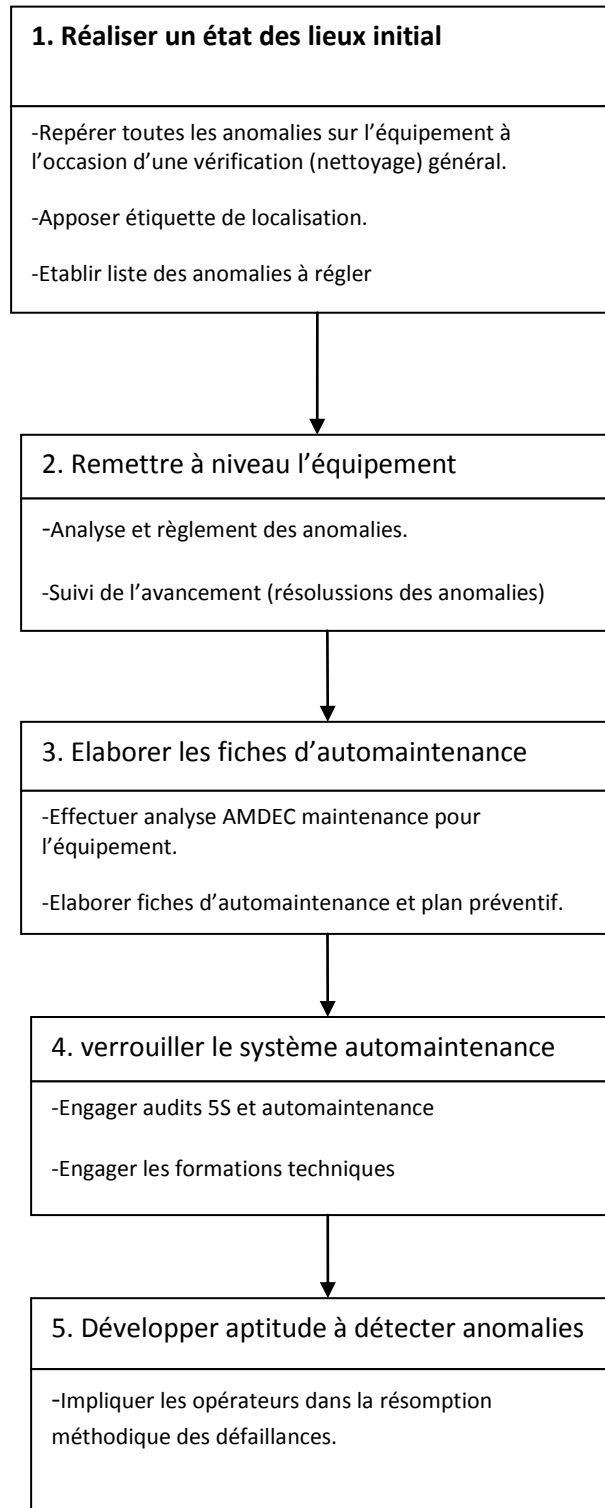 1. Réaliser un état des lieux initial
-Repérer toutes les anomalies sur l’équipement à
l’occasion d’une vérification (nettoyage) général.
-Apposer étiquette de localisation.
-Etablir liste des anomalies à régler
2. Remettre à niveau l’équipement
-Analyse et règlement des anomalies.
-Suivi de l’avancement (résolussions des anomalies)
3. Elaborer les fiches d’automaintenance
-Effectuer analyse AMDEC maintenance pour
l’équipement.
-Elaborer fiches d’automaintenance et plan préventif.
4. verrouiller le système automaintenance
-Engager audits 5S et automaintenance
-Engager les formations techniques
5. Développer aptitude à détecter anomalies
-Impliquer les opérateurs dans la résomption
méthodique des défaillances.